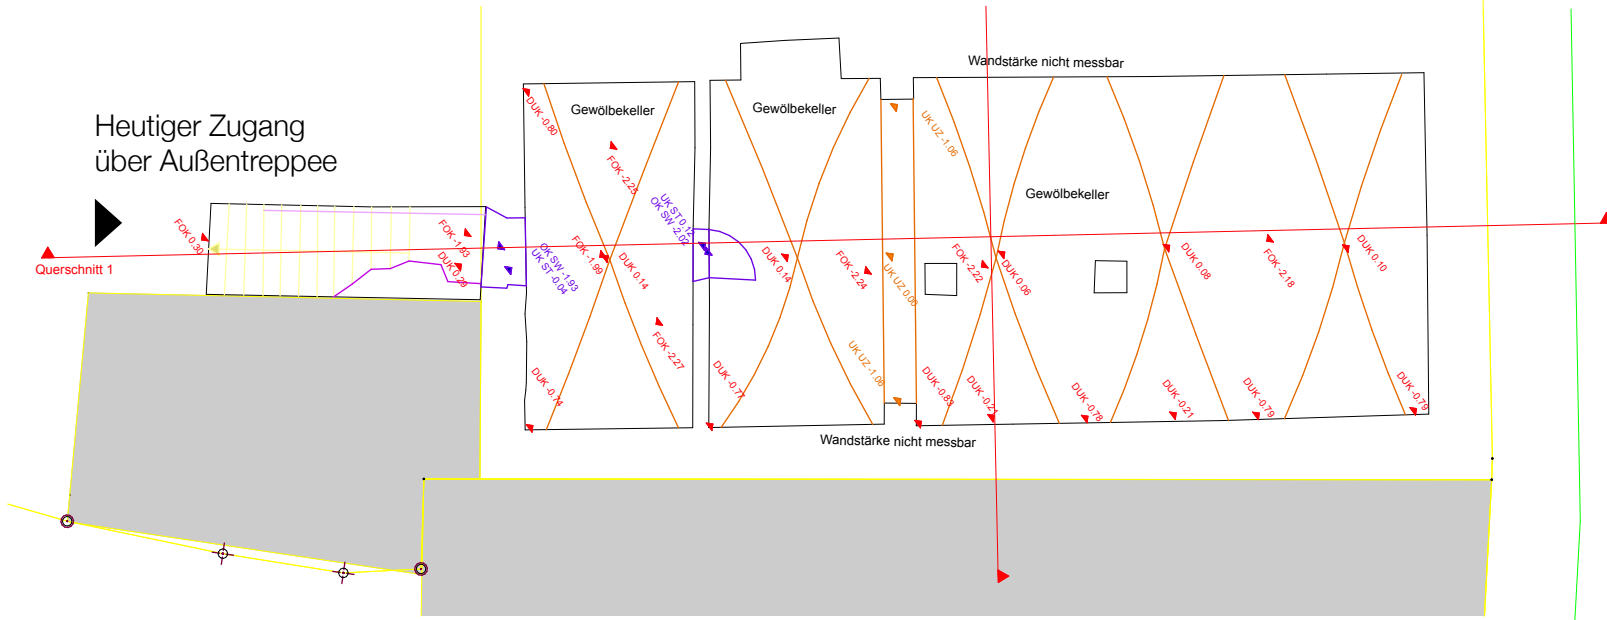 Wandstärke nicht messbar
Heutiger Zugang
über Außentreppee
Gewölbekeller
Gewölbekeller
Gewölbekeller
DUK -0.80
FOK -2.25
UK UZ -1.06
UK ST 0.12
OK SW -2.02
FOK 0.30
FOK -1.93
DUK 0.29
OK SW -1.93
UK ST -0.04
FOK -1.99
DUK 0.14
DUK 0.14
FOK -2.24
UK UZ 0.06
FOK -2.22
DUK 0.06
DUK 0.08
FOK -2.18
DUK 0.10
Querschnitt 1
FOK -2.27
UK UZ -1.08
DUK -0.74
DUK -0.77
DUK -0.83
DUK -0.21
DUK -0.78
DUK -0.21
DUK -0.79
DUK -0.79
Wandstärke nicht messbar